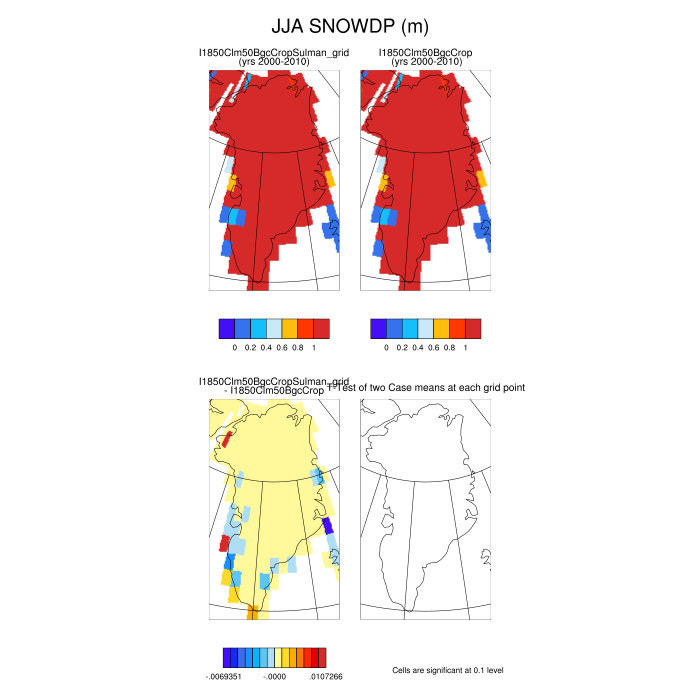 JJA SNOWDP (m)
I1850Clm50BgcCropSulman_grid
(yrs 2000-2010)
I1850Clm50BgcCrop
(yrs 2000-2010)
0 0.2 0.4 0.6 0.8 1
0 0.2 0.4 0.6 0.8 1
I1850Clm50BgcCropSulman_grid
- I1850Clm50BgcCrop
T-Test of two Case means at each grid point
-.0069351 -.0000 .0107266
Cells are significant at 0.1 level